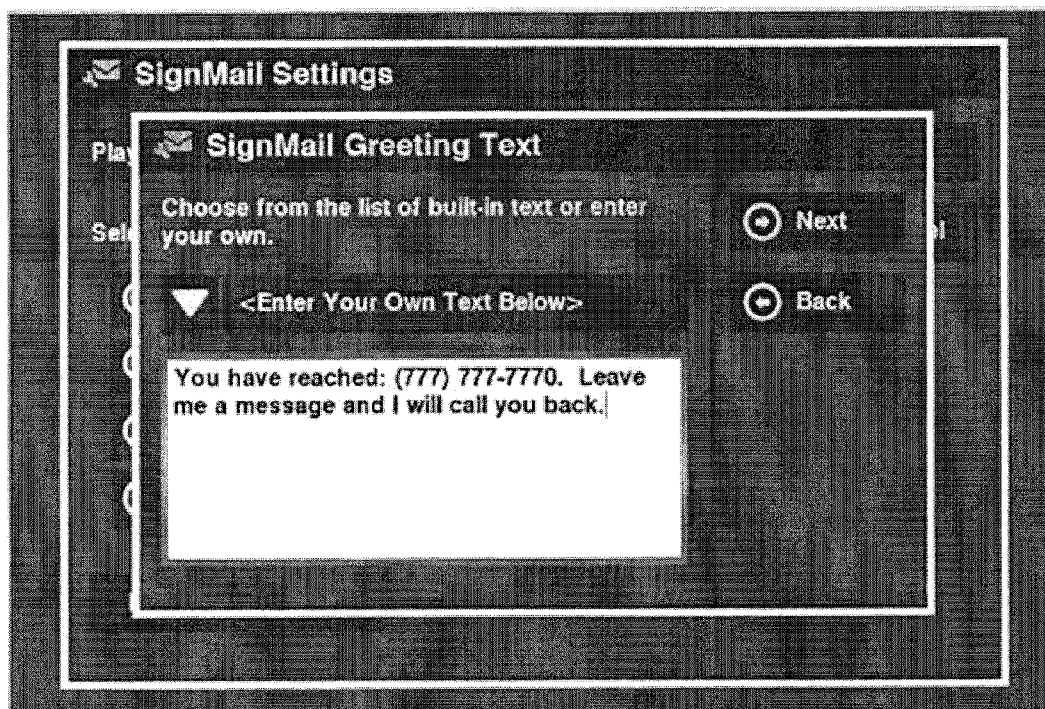 SignMail Settings
SignMail Greeting Text
Choose from the list of built-in text or enter
your own.
Next
<Enter Your Own Text Below>
Back
You have reached: (777) 777-7770.  Leave
me a message and I will call you back.